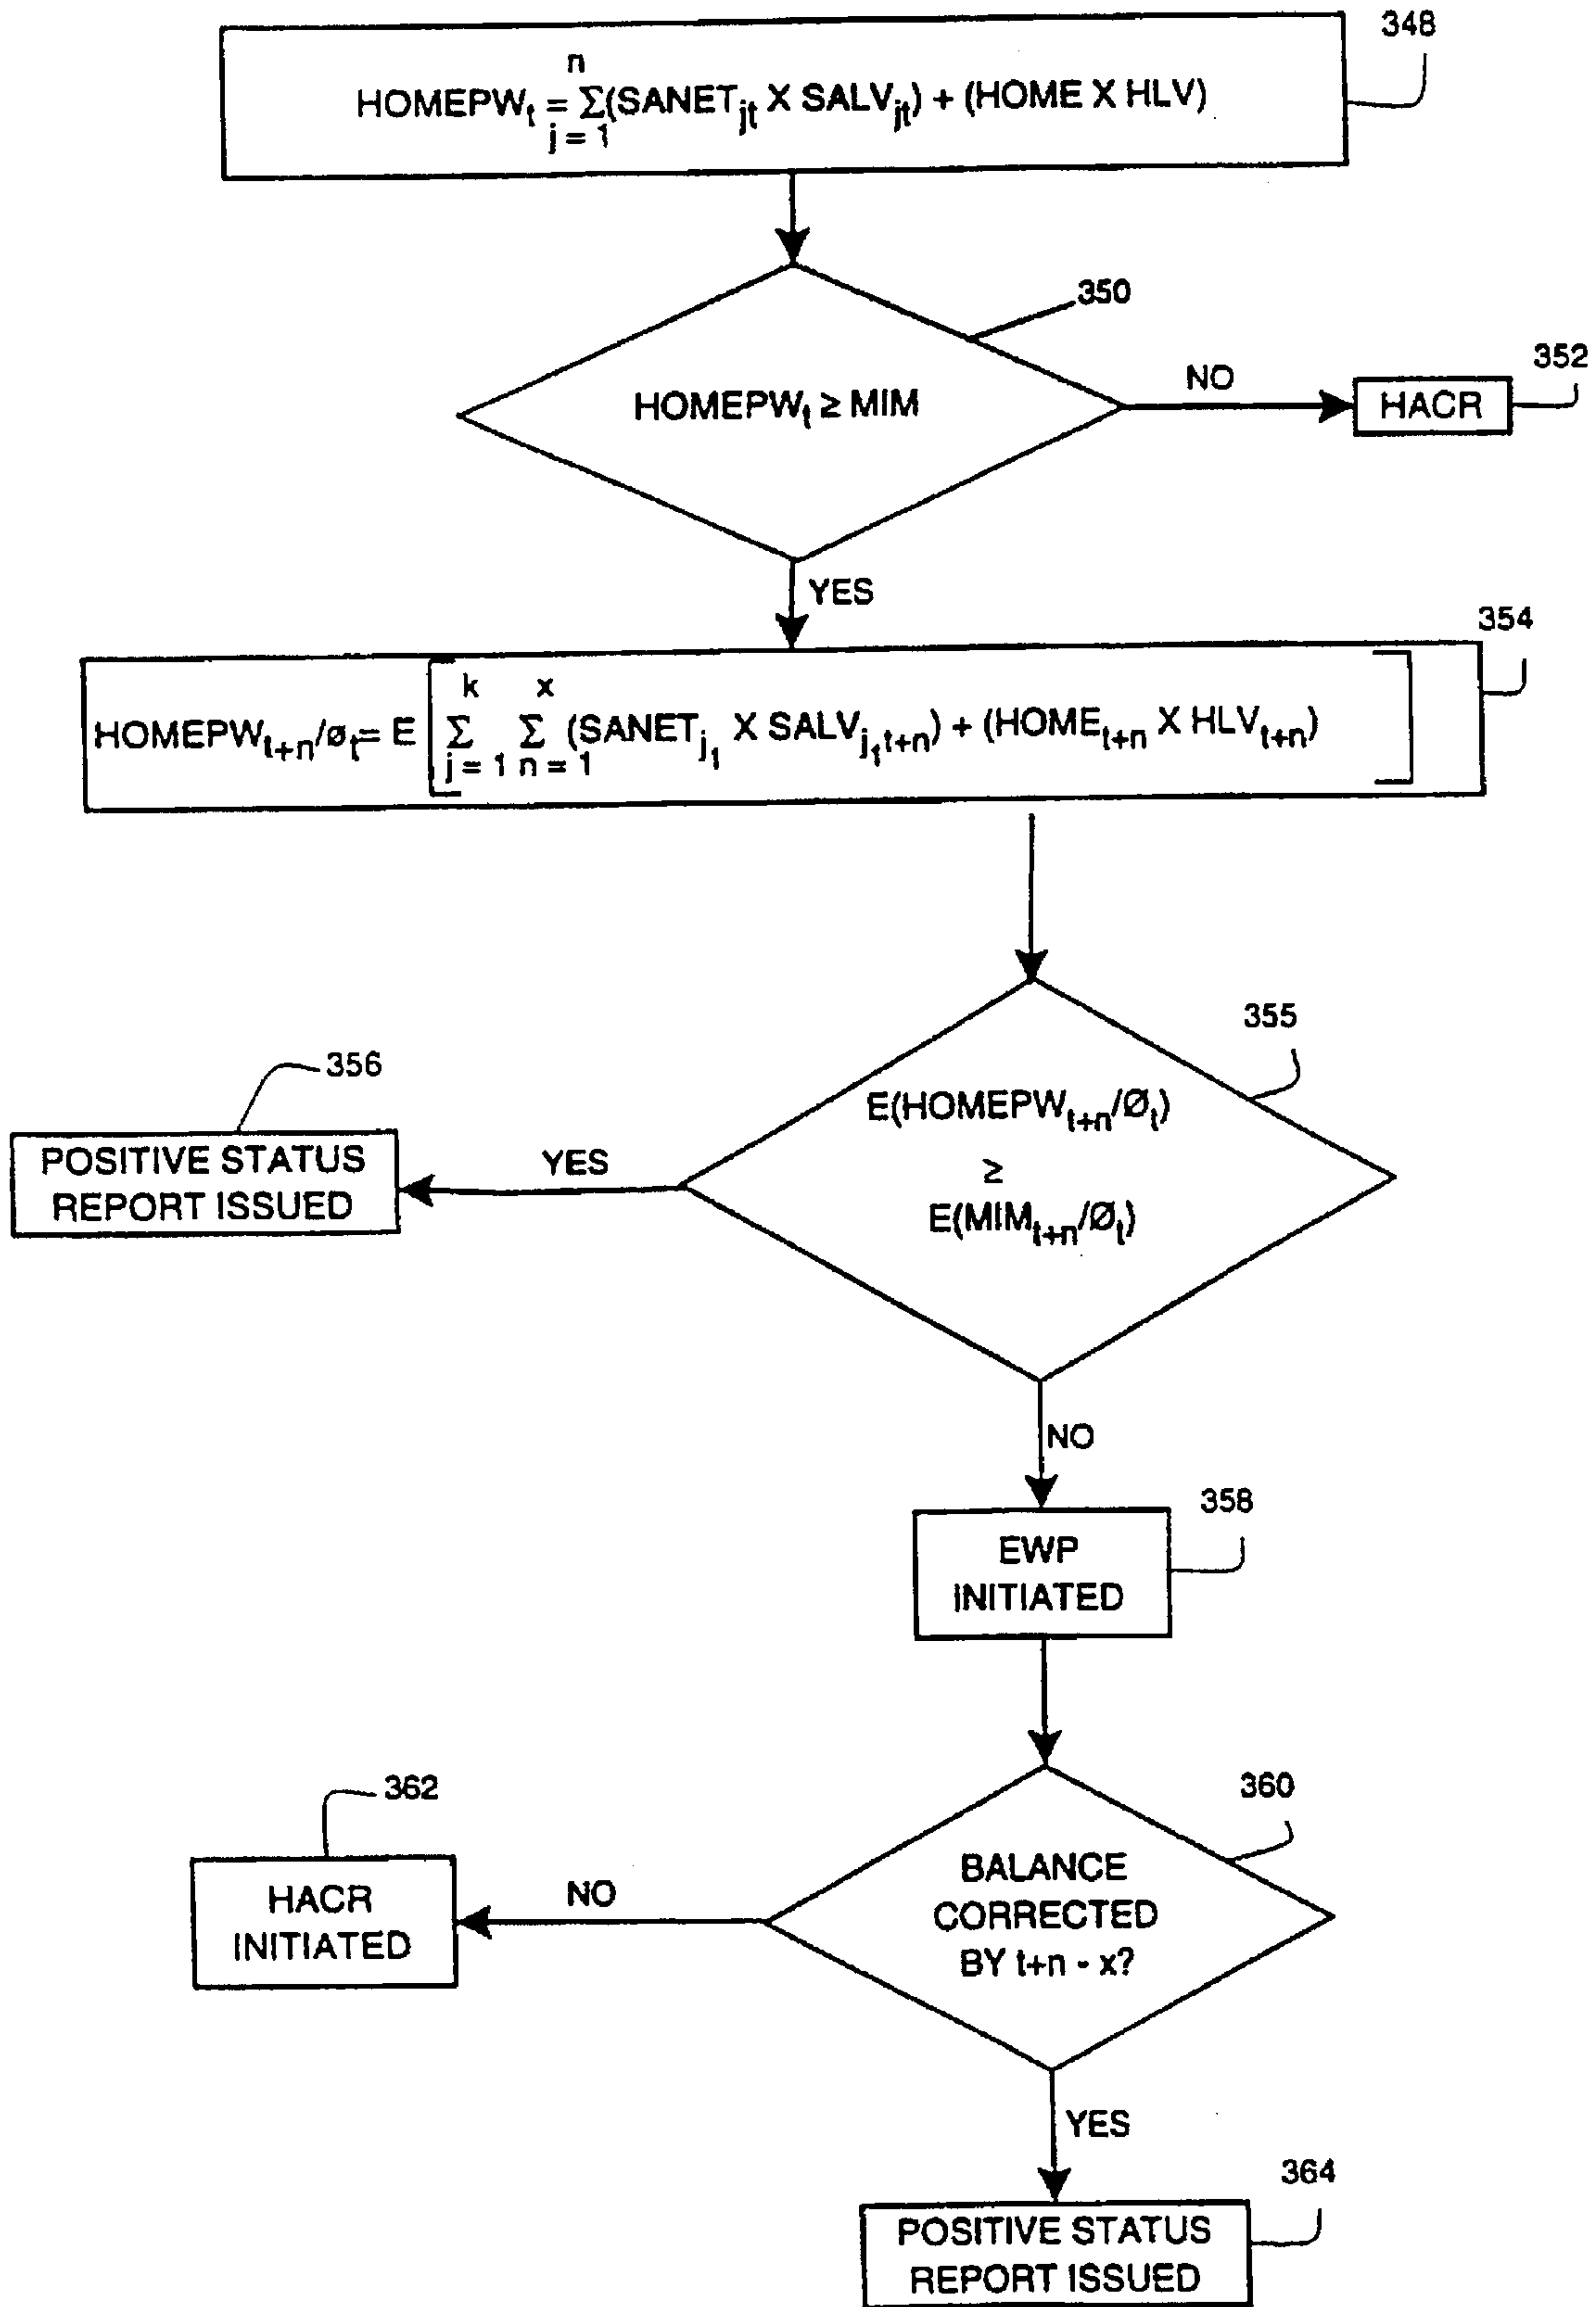 348
n
HOMEPWt = Σ(SANETjt X SALVjt) + (HOME X HLV)
j = 1
350
HOMEPWt ≥ MIM
NO
352
HACR
YES
354
k x
HOMEPWt+n/øt= E [ Σ Σ (SANETj1 X SALVj1t+n) + (HOMEt+n X HLVt+n) ]
j = 1 n = 1
355
E(HOMEPWt+n/Øt)
≥
E(MIMt+n/Øt)
356
YES
POSITIVE STATUS
REPORT ISSUED
NO
358
EWP
INITIATED
360
BALANCE
CORRECTED
BY t+n - x?
362
NO
HACR
INITIATED
YES
364
POSITIVE STATUS
REPORT ISSUED